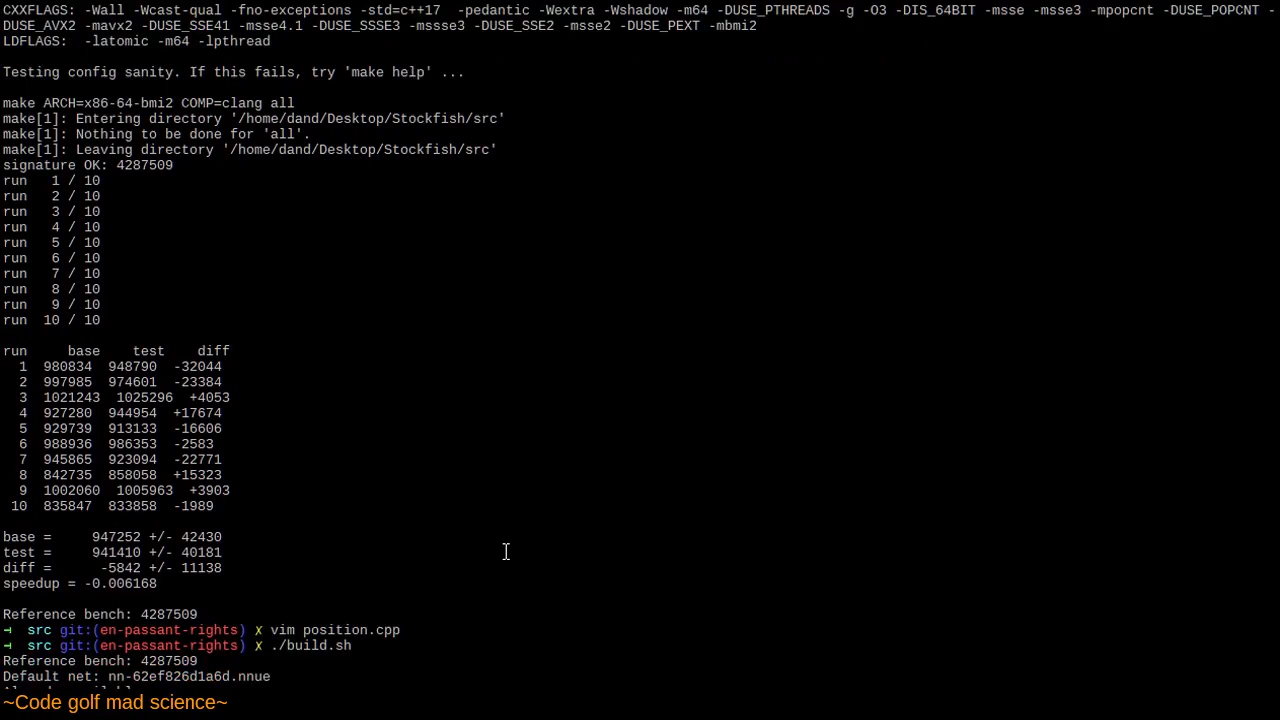 CXXFLAGS: -Wall -Wcast-qual -fno-exceptions -std=c++17  -pedantic -Wextra -Wshadow -m64 -DUSE_PTHREADS -g -O3 -DIS_64BIT -msse -msse3 -mpopcnt -DUSE_POPCNT -
DUSE_AVX2 -mavx2 -DUSE_SSE41 -msse4.1 -DUSE_SSSE3 -mssse3 -DUSE_SSE2 -msse2 -DUSE_PEXT -mbmi2
LDFLAGS:  -latomic -m64 -lpthread
Testing config sanity. If this fails, try 'make help' ...
make ARCH=x86-64-bmi2 COMP=clang all
make[1]: Entering directory '/home/dand/Desktop/Stockfish/src'
make[1]: Nothing to be done for 'all'.
make[1]: Leaving directory '/home/dand/Desktop/Stockfish/src'
signature OK: 4287509
run   1 / 10
run   2 / 10
run   3 / 10
run   4 / 10
run   5 / 10
run   6 / 10
run   7 / 10
run   8 / 10
run   9 / 10
run  10 / 10
run     base    test    diff
  1  980834  948790  -32044
  2  997985  974601  -23384
  3  1021243  1025296  +4053
  4  927280  944954  +17674
  5  929739  913133  -16606
  6  988936  986353  -2583
  7  945865  923094  -22771
  8  842735  858058  +15323
  9  1002060  1005963  +3903
 10  835847  833858  -1989
base =     947252 +/- 42430
test =     941410 +/- 40181
diff =      -5842 +/- 11138
speedup = -0.006168
Reference bench: 4287509
src git:(en-passant-rights) ✗ vim position.cpp
src git:(en-passant-rights) ✗ ./build.sh
Reference bench: 4287509
Default net: nn-62ef826d1a6d.nnue
~Code golf mad science~